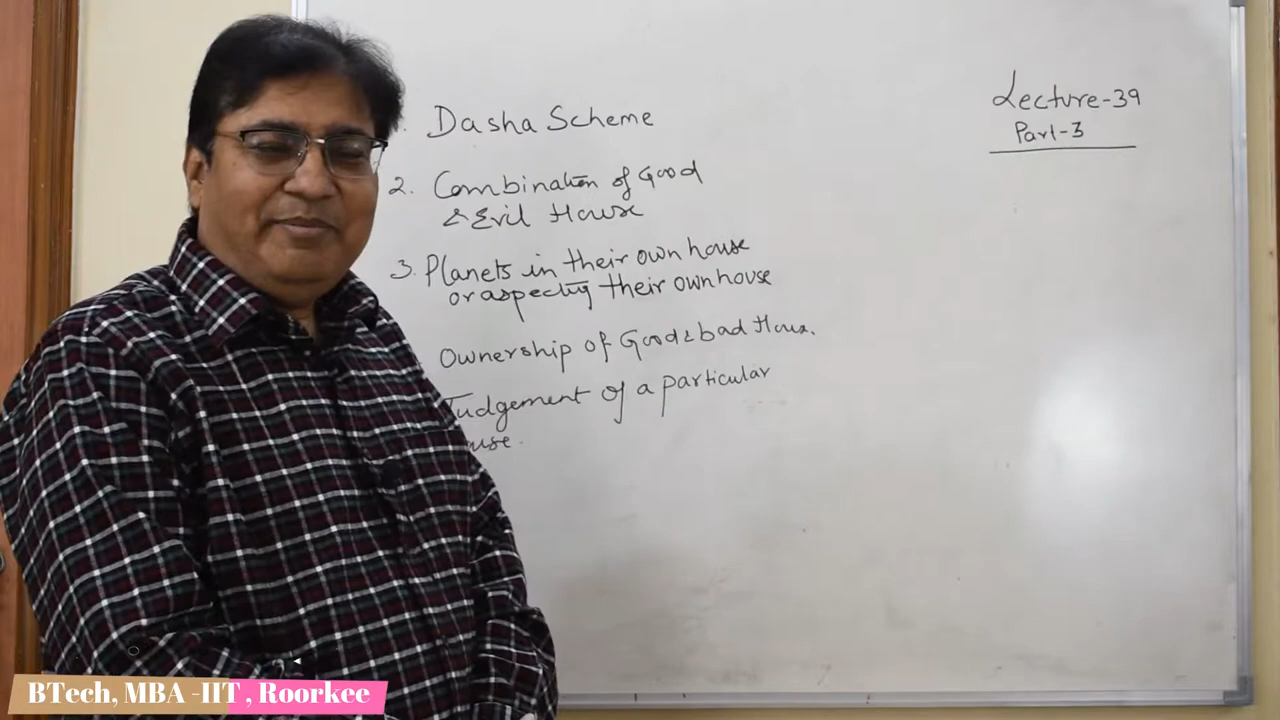 Lecture-39
Part-3
Dasha Scheme
2. Combination of Good
& Evil House
3. Planets in their own house
or aspecting their own house
Ownership of Good & bad House.
Judgement of a particular
use.
BTech, MBA -IIT , Roorkee